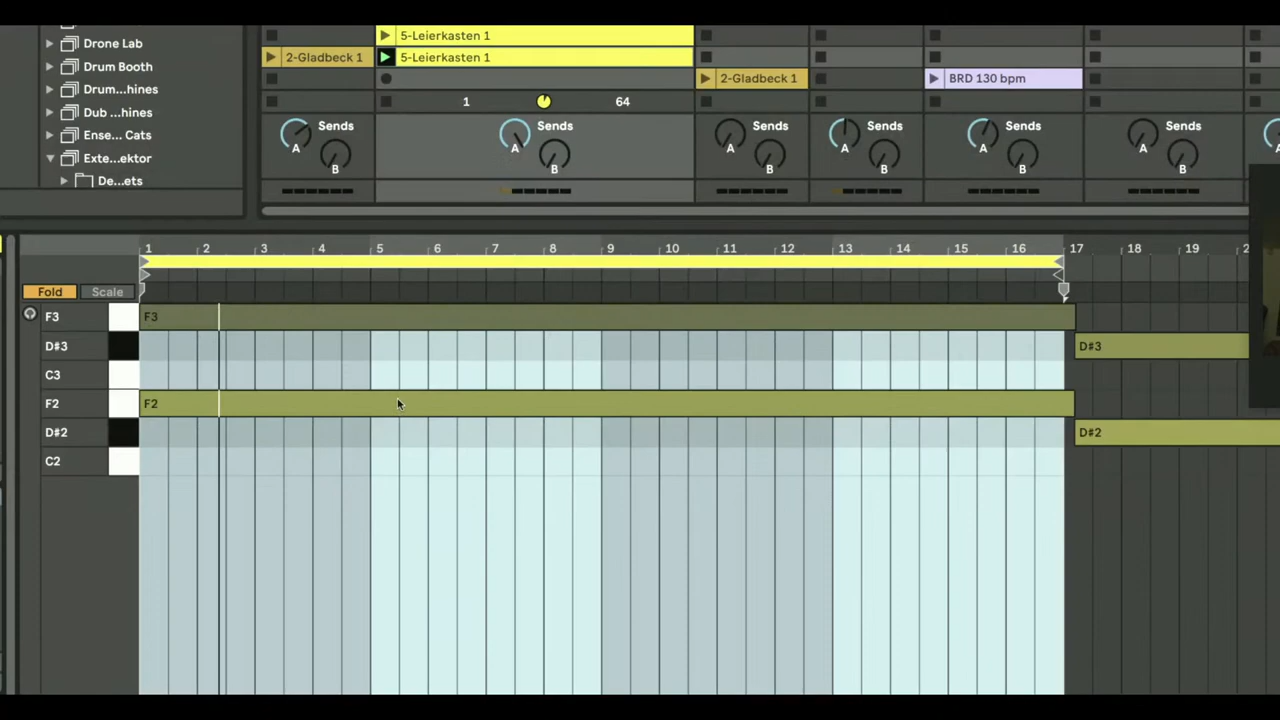 Drone Lab
Drum Booth
Drum...hines
Dub ...hines
Ense... Cats
Exte...ektor
De...ets
5-Leierkasten 1
2-Gladbeck 1
5-Leierkasten 1
2-Gladbeck 1
BRD 130 bpm
1
64
Sends
A
B
Sends
A
B
Sends
A
B
Sends
A
B
Sends
A
B
Sends
A
B
1 2 3 4 5 6 7 8 9 10 11 12 13 14 15 16 17 18 19
Fold
Scale
F3
F3
D#3
D#3
C3
F2
F2
D#2
D#2
C2